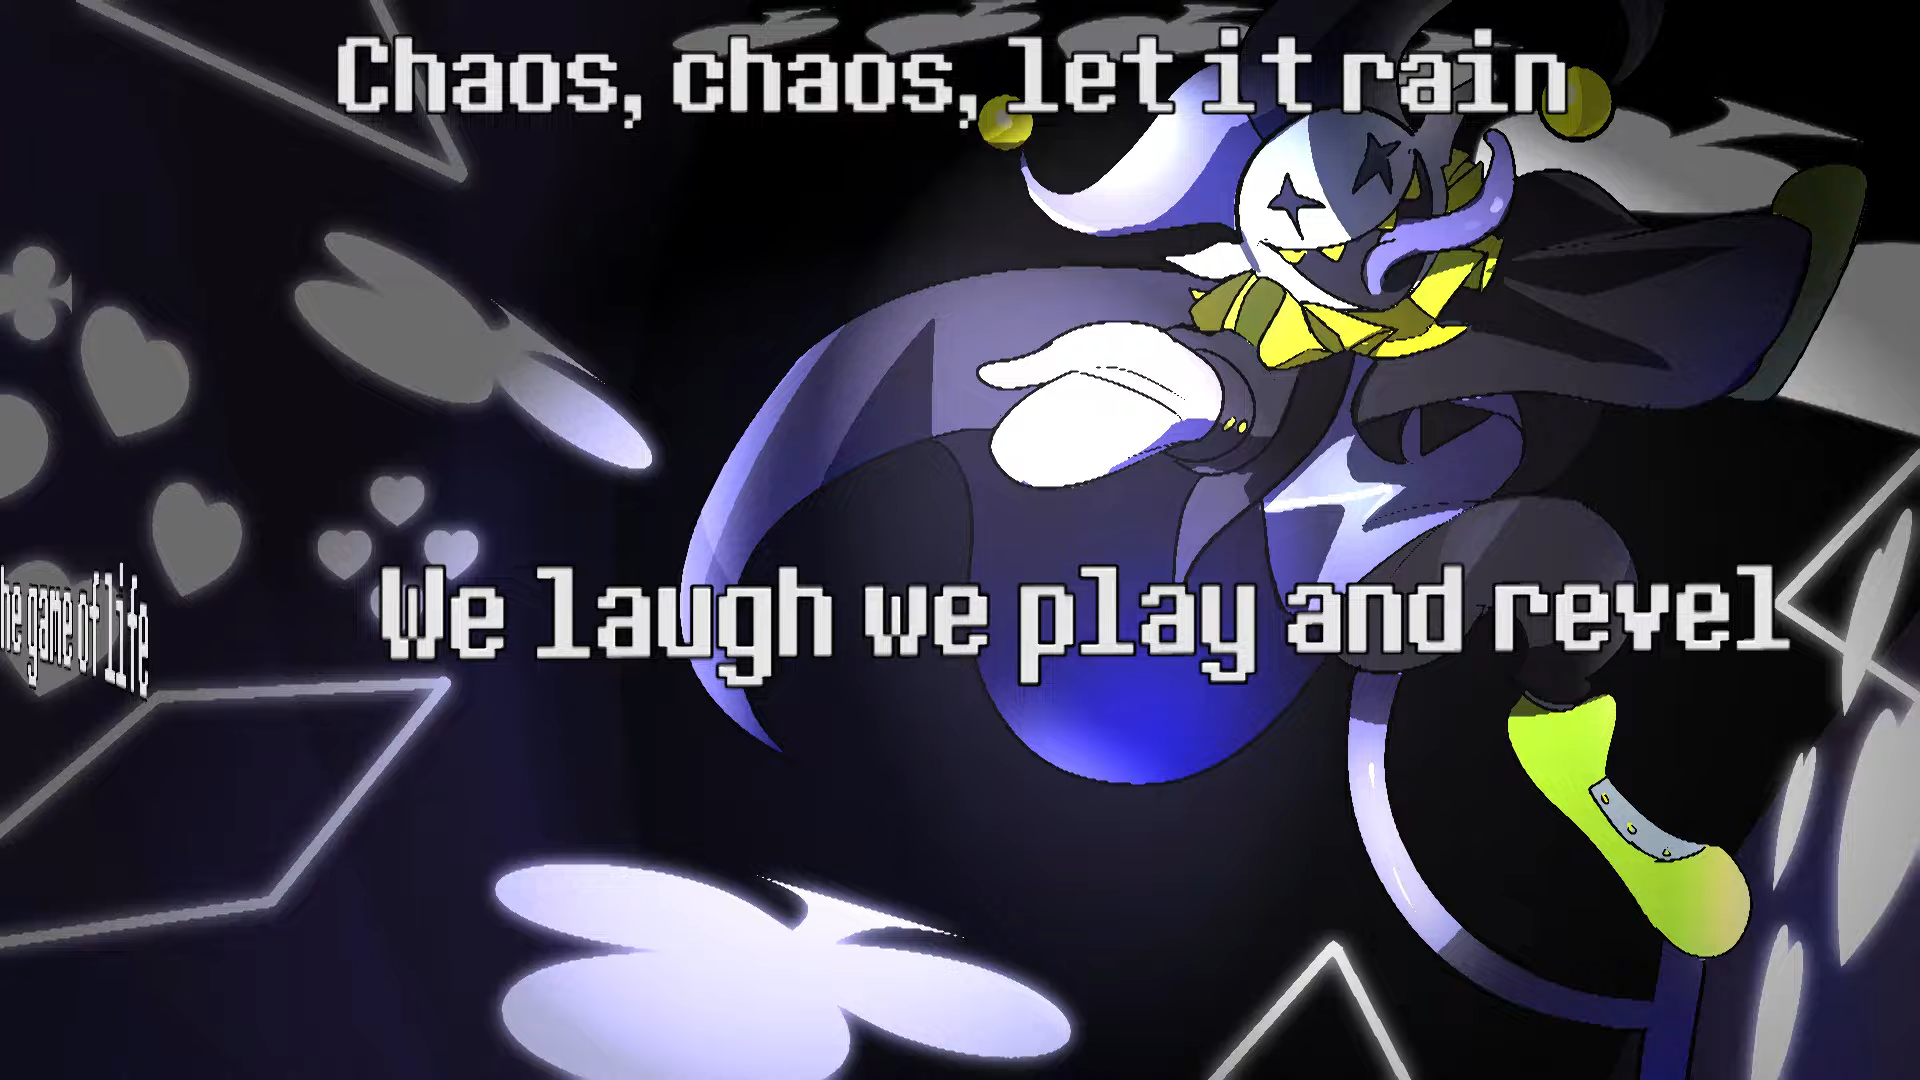 Chaos, chaos, let it rain
he game of life
We laugh we play and revel